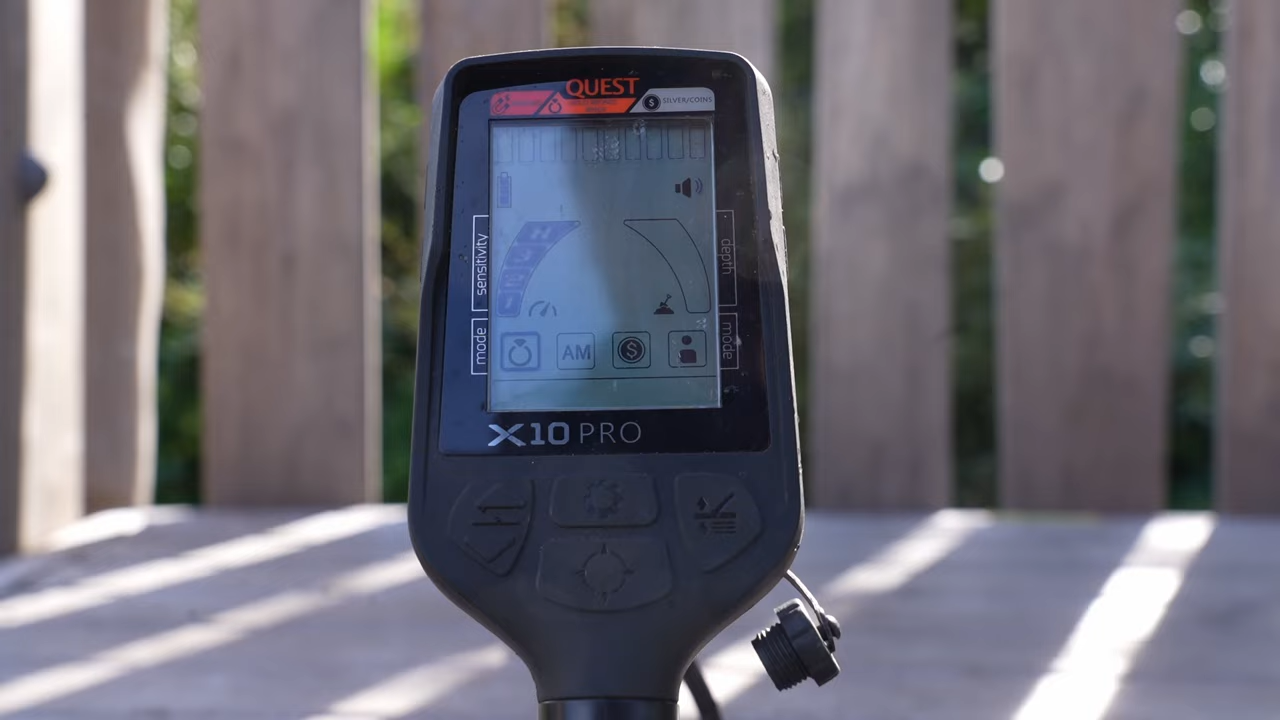 QUEST
SILVER/COINS
sensitivity
depth
mode
mode
AM
X10 PRO